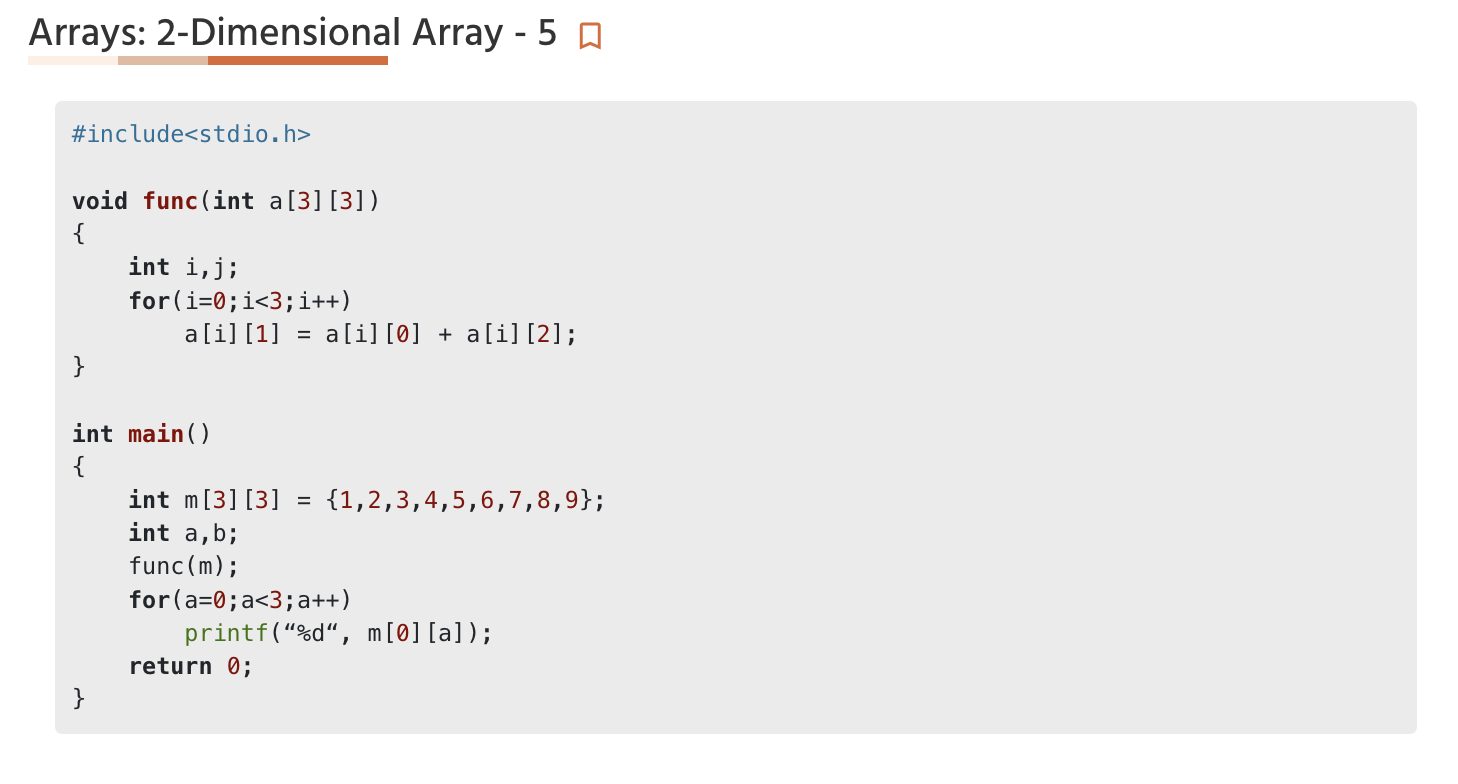 Arrays: 2-Dimensional Array - 5
#include<stdio.h>
void func(int a[3][3])
{
    int i,j;
    for(i=0;i<3;i++)
        a[i][1] = a[i][0] + a[i][2];
}
int main()
{
    int m[3][3] = {1,2,3,4,5,6,7,8,9};
    int a,b;
    func(m);
    for(a=0;a<3;a++)
        printf(“%d“, m[0][a]);
    return 0;
}